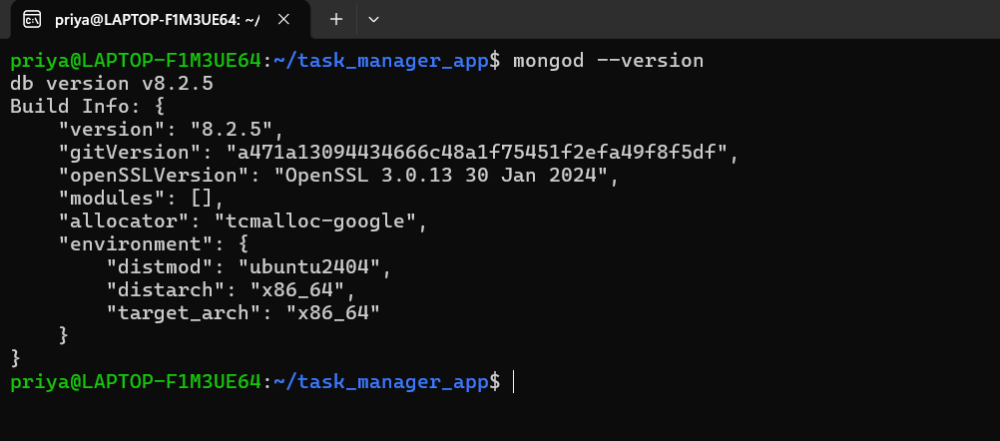 priya@LAPTOP-F1M3UE64: ~/
priya@LAPTOP-F1M3UE64:~/task_manager_app$ mongod --version
db version v8.2.5
Build Info: {
    "version": "8.2.5",
    "gitVersion": "a471a13094434666c48a1f75451f2efa49f8f5df",
    "openSSLVersion": "OpenSSL 3.0.13 30 Jan 2024",
    "modules": [],
    "allocator": "tcmalloc-google",
    "environment": {
        "distmod": "ubuntu2404",
        "distarch": "x86_64",
        "target_arch": "x86_64"
    }
}
priya@LAPTOP-F1M3UE64:~/task_manager_app$